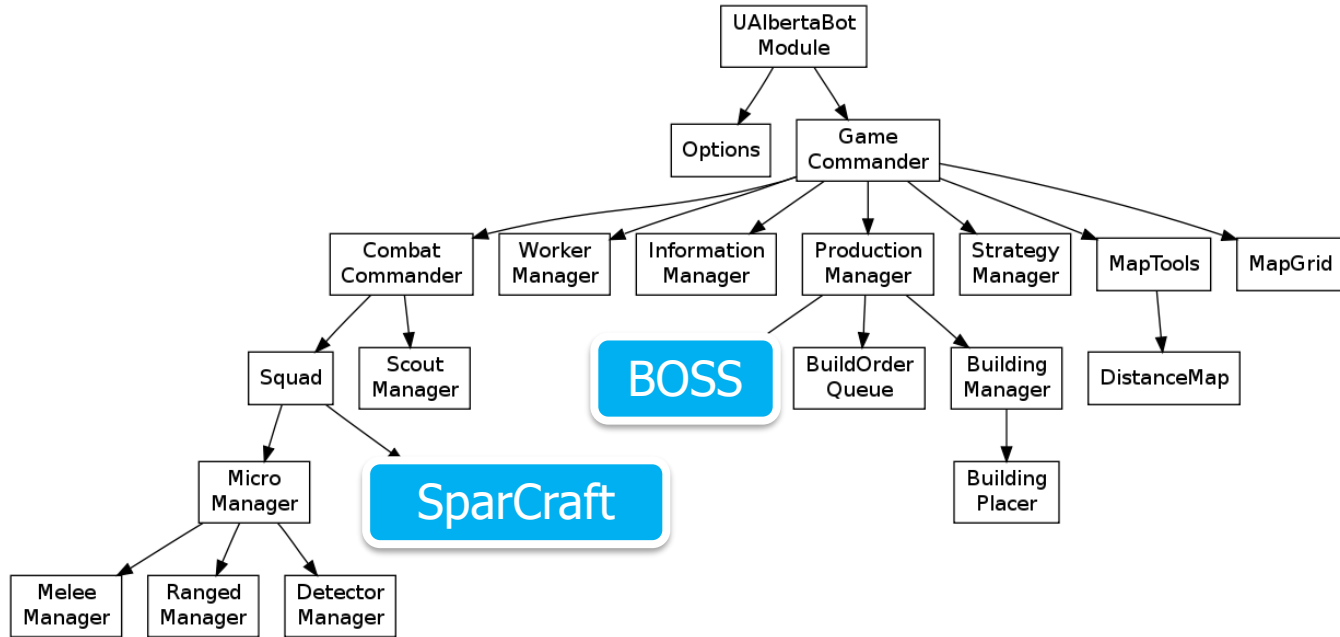 UAlbertaBot
Module
Options
Game
Commander
Combat
Commander
Worker
Manager
Information
Manager
Production
Manager
Strategy
Manager
MapTools
MapGrid
Squad
Scout
Manager
BOSS
BuildOrder
Queue
Building
Manager
DistanceMap
Micro
Manager
SparCraft
Building
Placer
Melee
Manager
Ranged
Manager
Detector
Manager